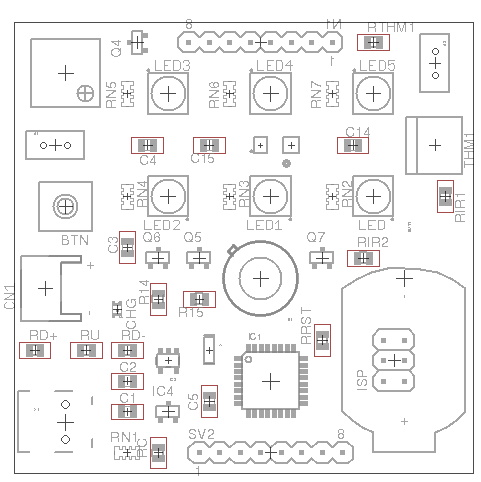 8
N1
RTHM1
Q4
1
LED3
LED4
LED5
RN5
RN6
RN7
C4
C15
C14
THM1
RN4
RN3
RN2
RIR1
BTN
LED2
LED1
LED
C3
Q6
Q5
Q7
RIR2
CN1
R14
R15
CHG
RRST
RD+
RU
RD-
IC1
C2
ISP
C1
IC4
C5
RN1
RC
SV2
8
1